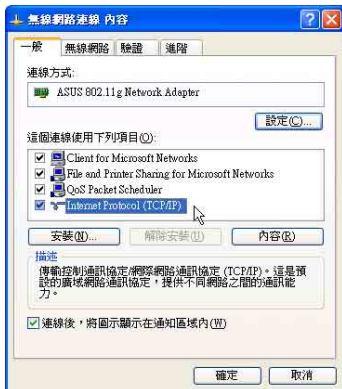 無線網路連線 內容
一般 無線網路 驗證 進階
連線方式:
ASUS 802.11g Network Adapter
設定(C)...
這個連線使用下列項目(O):
Client for Microsoft Networks
File and Printer Sharing for Microsoft Networks
QoS Packet Scheduler
Internet Protocol (TCP/IP)
安裝(N)... 解除安裝(U) 內容(R)
描述
傳輸控制通訊協定/網際網路通訊協定 (TCP/IP)。這是預
設的廣域網路通訊協定，提供不同網路之間的通訊能
力。
連線後，將圖示顯示在通知區域內(W)
確定 取消